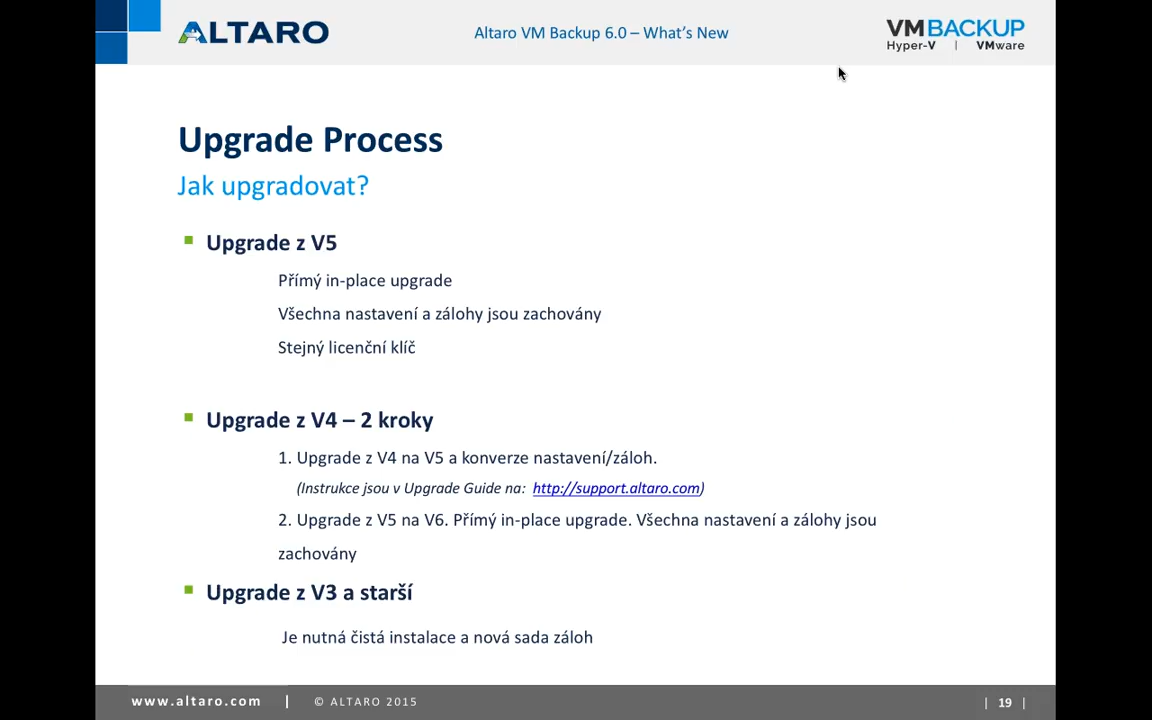 ALTARO
Altaro VM Backup 6.0 – What's New
VMBACKUP
Hyper-V | VMware
Upgrade Process
Jak upgradovat?
Upgrade z V5
Přímý in-place upgrade
Všechna nastavení a zálohy jsou zachovány
Stejný licenční klíč
Upgrade z V4 – 2 kroky
1. Upgrade z V4 na V5 a konverze nastavení/záloh.
(Instrukce jsou v Upgrade Guide na: http://support.altaro.com)
2. Upgrade z V5 na V6. Přímý in-place upgrade. Všechna nastavení a zálohy jsou
zachovány
Upgrade z V3 a starší
Je nutná čistá instalace a nová sada záloh
www.altaro.com | © ALTARO 2015 | 19 |